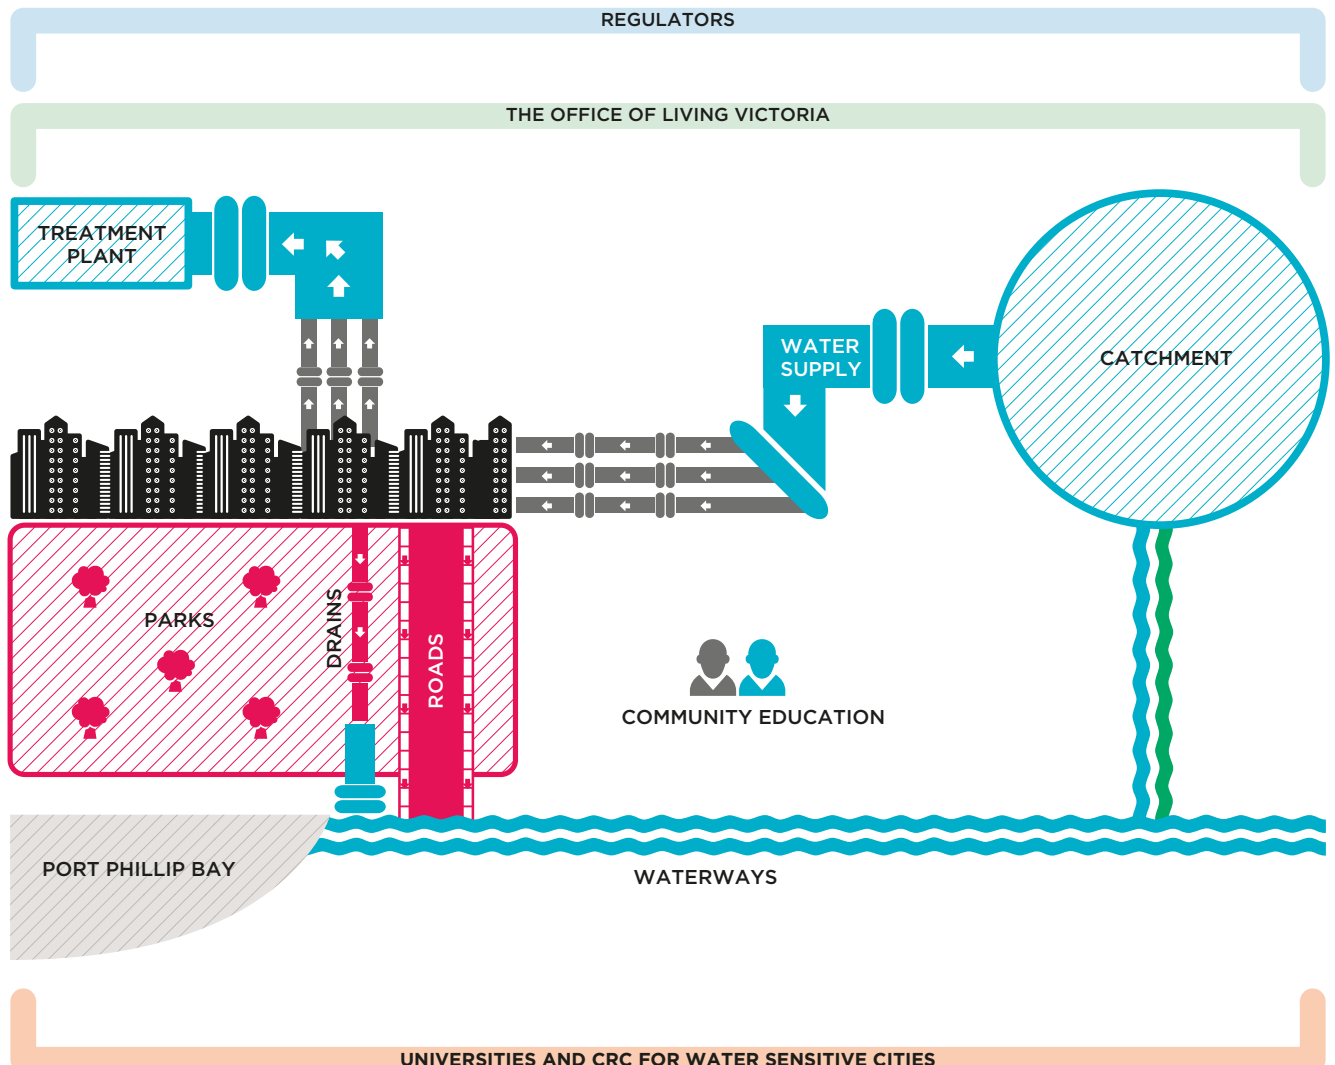 REGULATORS
THE OFFICE OF LIVING VICTORIA
TREATMENT
PLANT
WATER
SUPPLY
CATCHMENT
PARKS
DRAINS
ROADS
COMMUNITY EDUCATION
PORT PHILLIP BAY
WATERWAYS
UNIVERSITIES AND CRC FOR WATER SENSITIVE CITIES